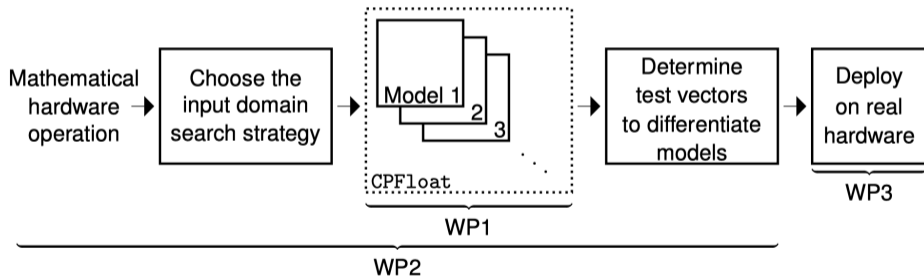 Mathematical
hardware
operation
Choose the
input domain
search strategy
Model 1
2
3
CPFloat
Determine
test vectors
to differentiate
models
Deploy
on real
hardware
WP1
WP3
WP2